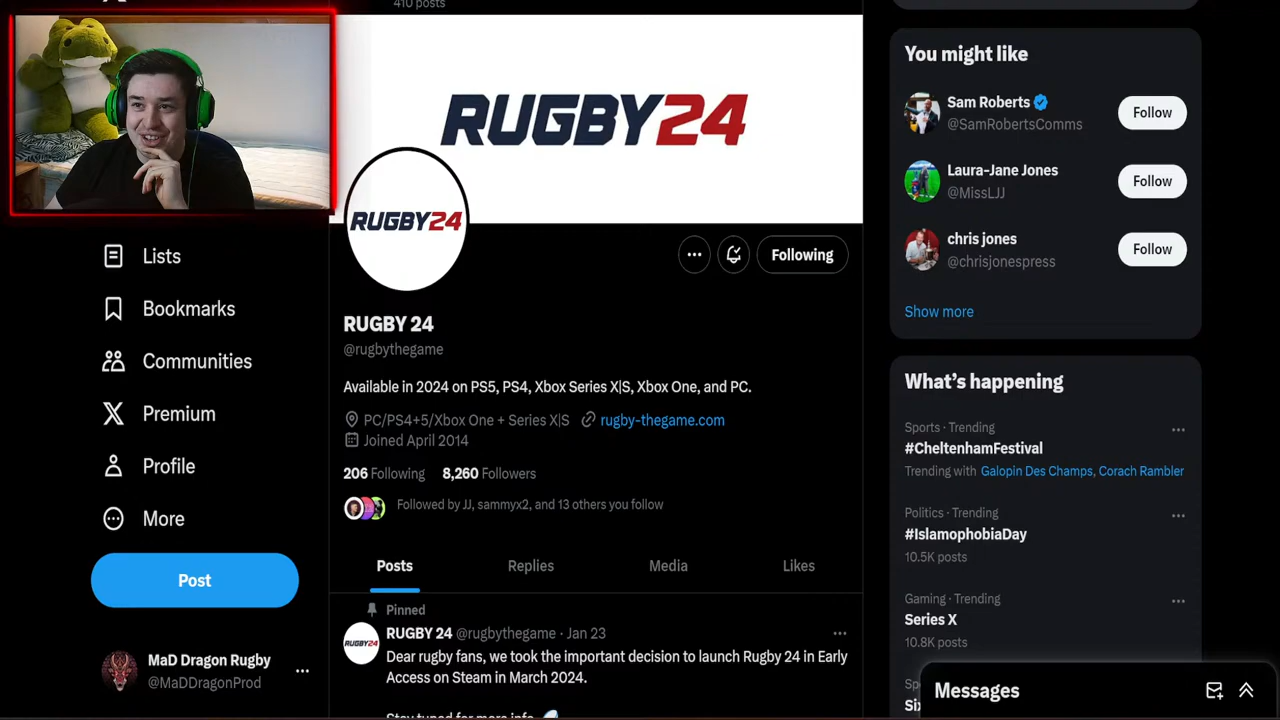 410 posts
RUGBY24
RUGBY24
Following
RUGBY 24
@rugbythegame
Available in 2024 on PS5, PS4, Xbox Series X|S, Xbox One, and PC.
PC/PS4+5/Xbox One + Series X|S rugby-thegame.com
Joined April 2014
206 Following 8,260 Followers
Followed by JJ, sammyx2, and 13 others you follow
Posts Replies Media Likes
Pinned
RUGBY24
RUGBY 24 @rugbythegame · Jan 23
Dear rugby fans, we took the important decision to launch Rugby 24 in Early
Access on Steam in March 2024.
Stay tuned for more info
Lists
Bookmarks
Communities
Premium
Profile
More
Post
MaD Dragon Rugby
@MaDDragonProd
You might like
Sam Roberts
@SamRobertsComms
Follow
Laura-Jane Jones
@MissLJJ
Follow
chris jones
@chrisjonespress
Follow
Show more
What's happening
Sports · Trending
#CheltenhamFestival
Trending with Galopin Des Champs, Corach Rambler
Politics · Trending
#IslamophobiaDay
10.5K posts
Gaming · Trending
Series X
10.8K posts
Messages